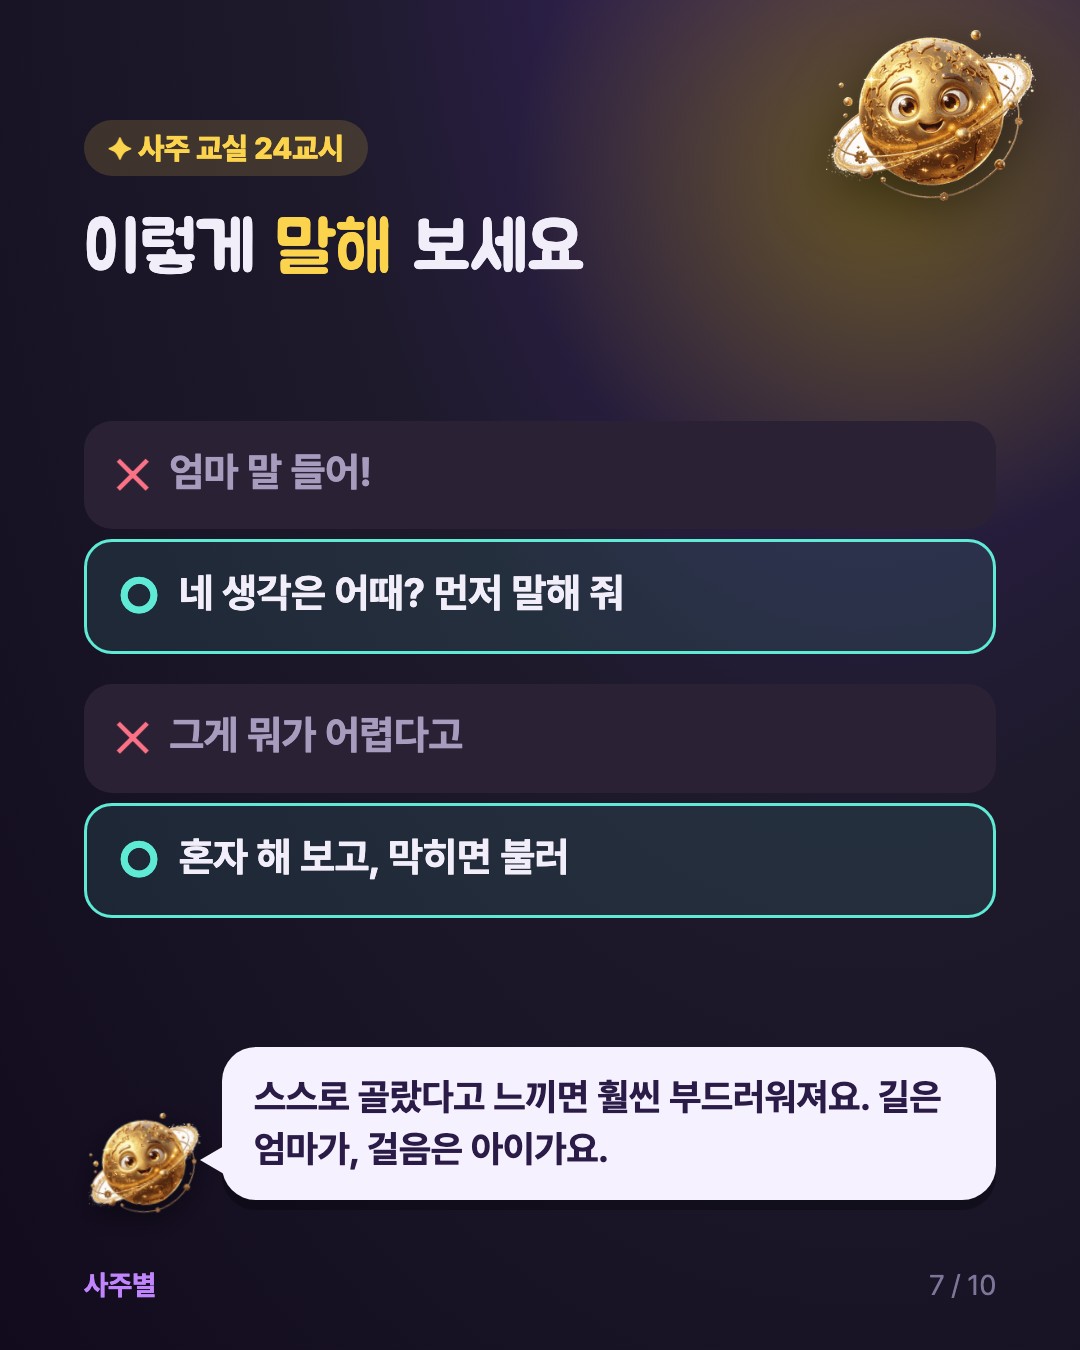 사주 교실 24교시
이렇게 말해 보세요
엄마 말 들어!
네 생각은 어때? 먼저 말해 줘
그게 뭐가 어렵다고
혼자 해 보고, 막히면 불러
스스로 골랐다고 느끼면 훨씬 부드러워져요. 길은
엄마가, 걸음은 아이가요.
사주별
7 / 10